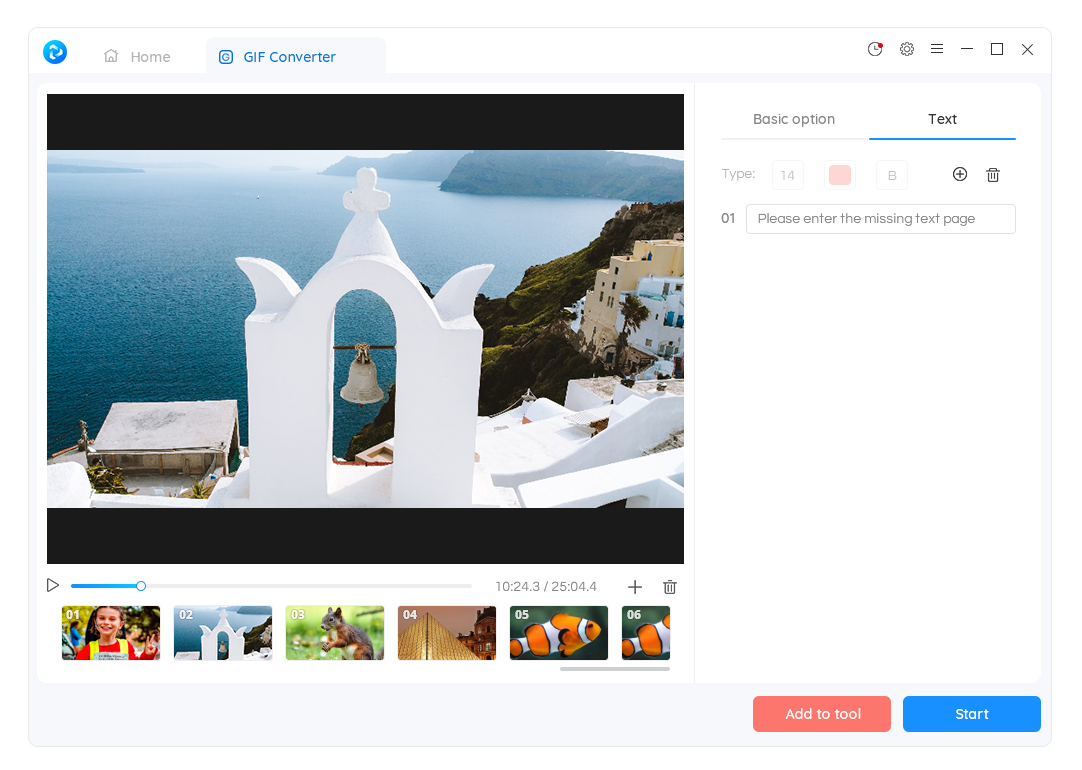 Home
GIF Converter
Basic option
Text
Type:
14
B
01
Please enter the missing text page
10:24.3 / 25:04.4
01
02
03
04
05
06
Add to tool
Start